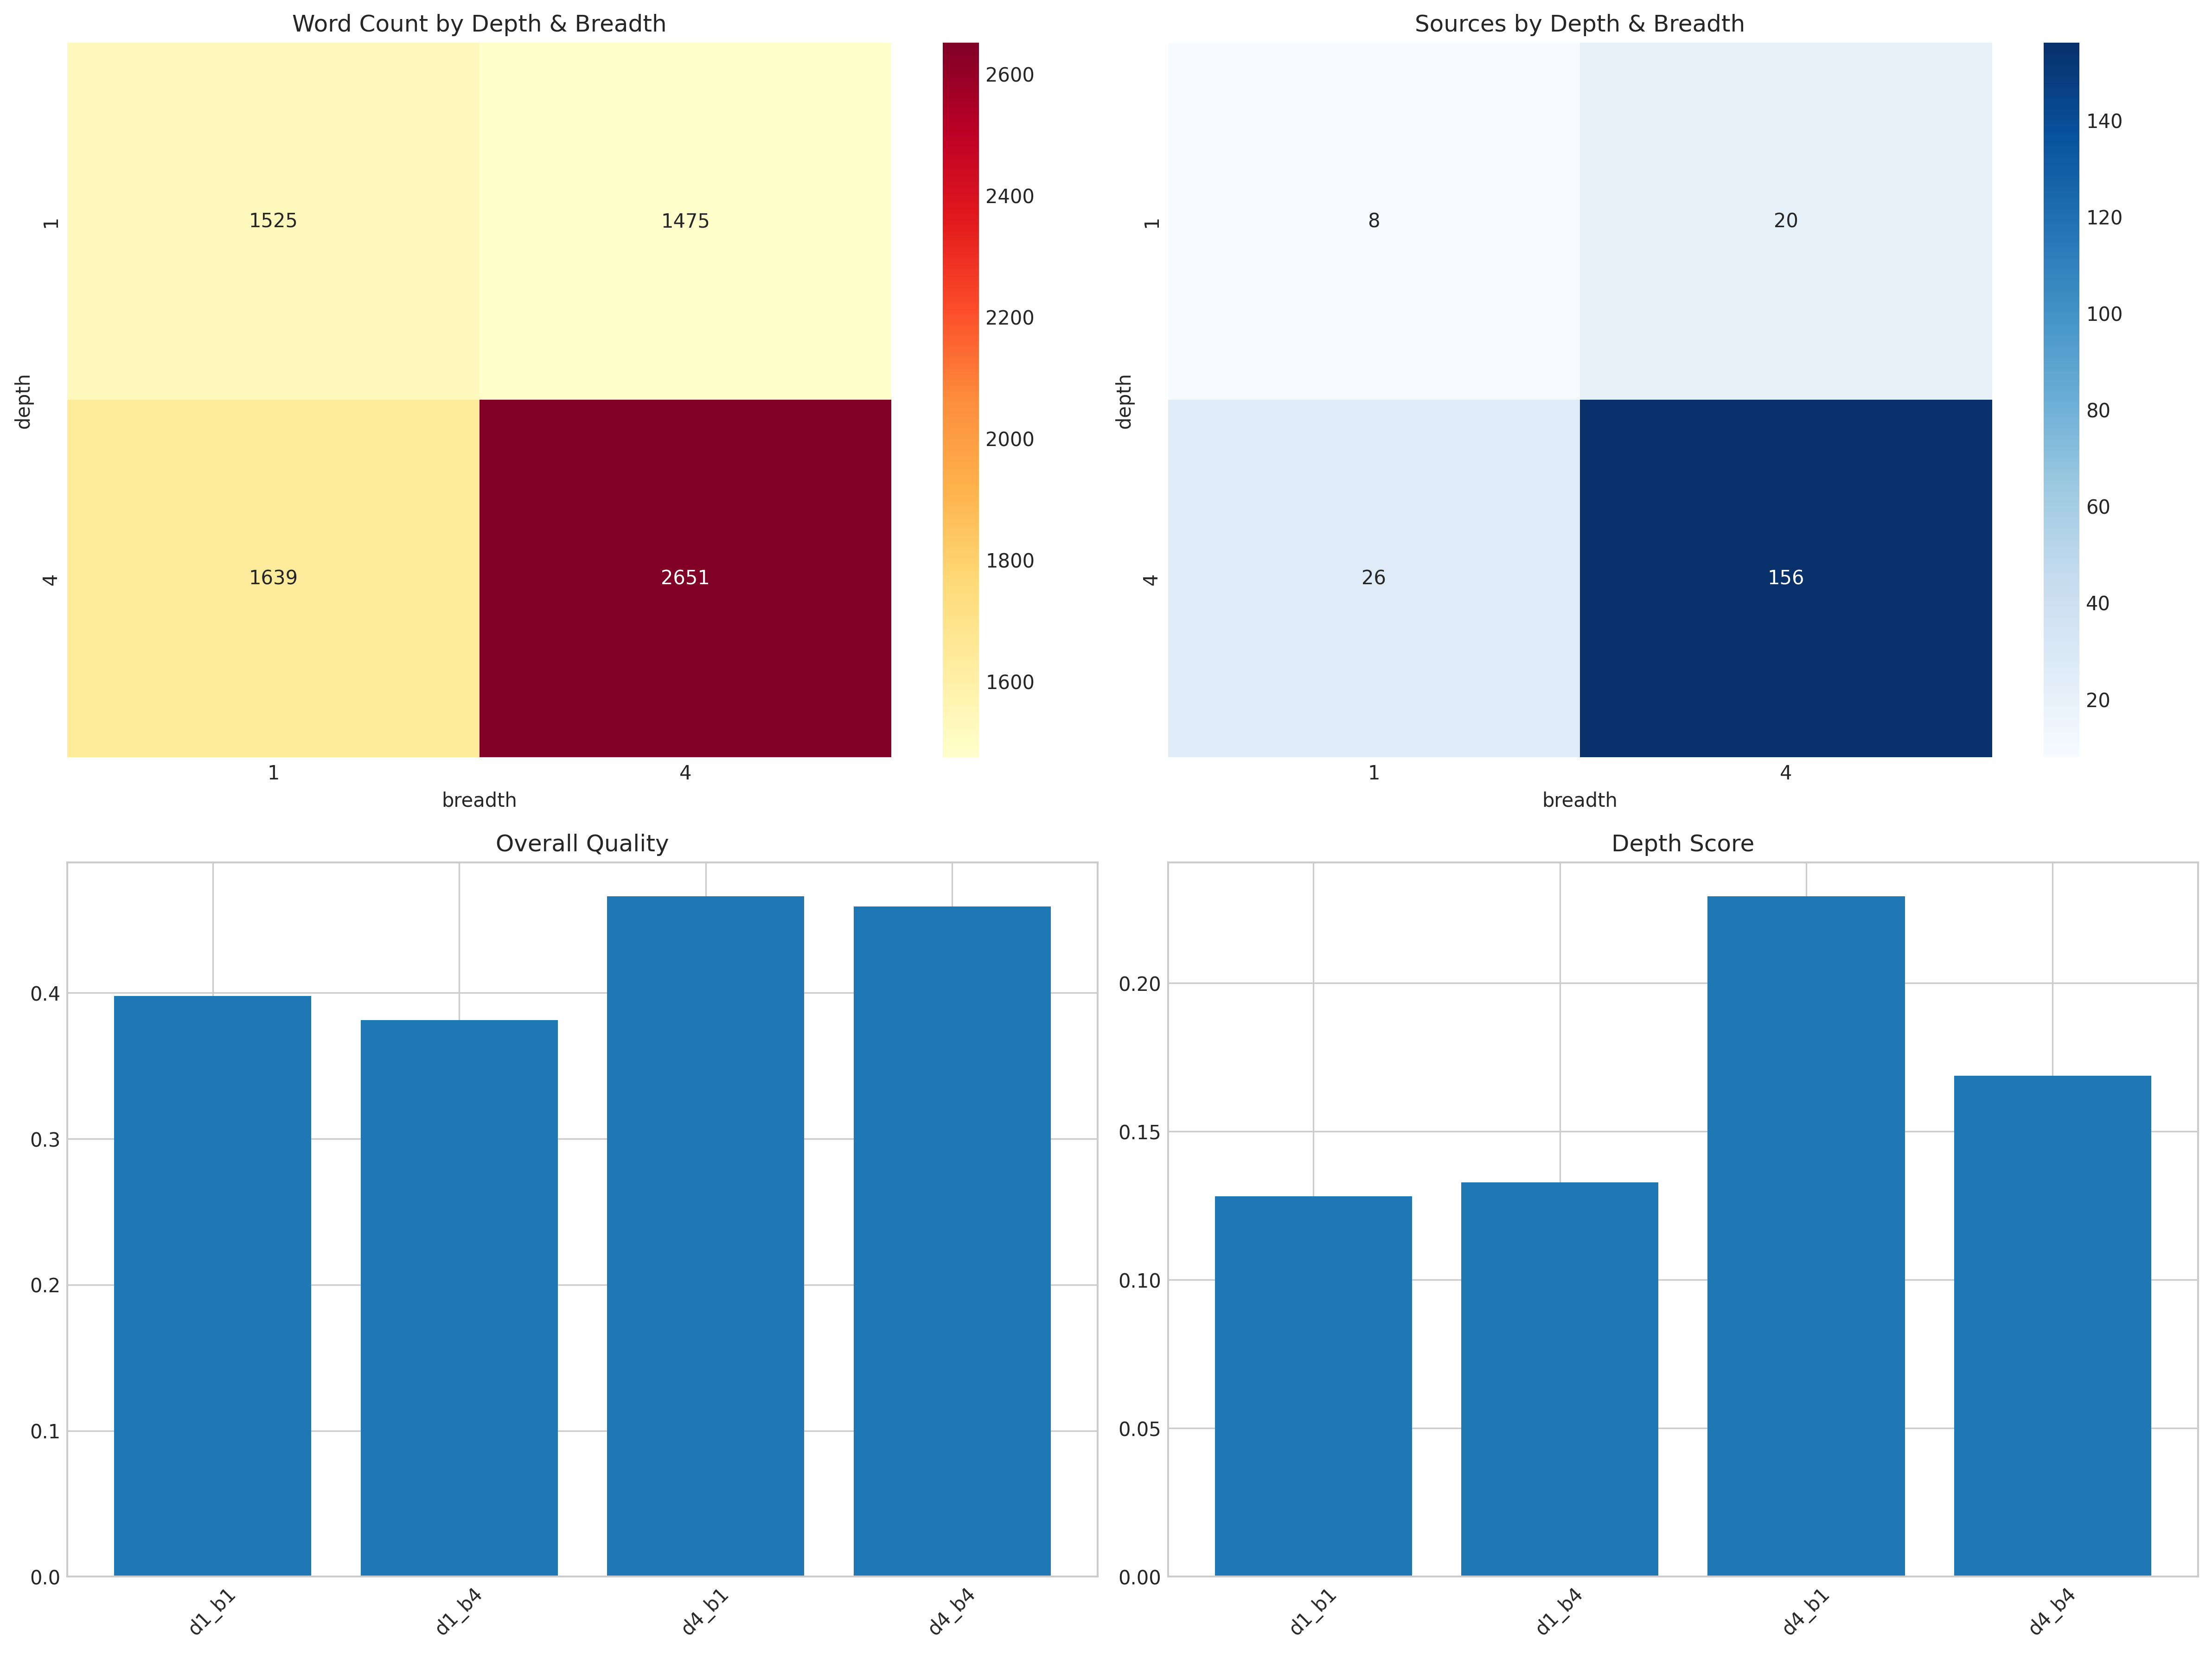 Word Count by Depth & Breadth
1525
1475
1639
2651
1
4
depth
1
4
breadth
2600
2400
2200
2000
1800
1600
Sources by Depth & Breadth
8
20
26
156
1
4
depth
1
4
breadth
140
120
100
80
60
40
20
Overall Quality
0.4
0.3
0.2
0.1
0.0
d1_b1
d1_b4
d4_b1
d4_b4
Depth Score
0.20
0.15
0.10
0.05
0.00
d1_b1
d1_b4
d4_b1
d4_b4